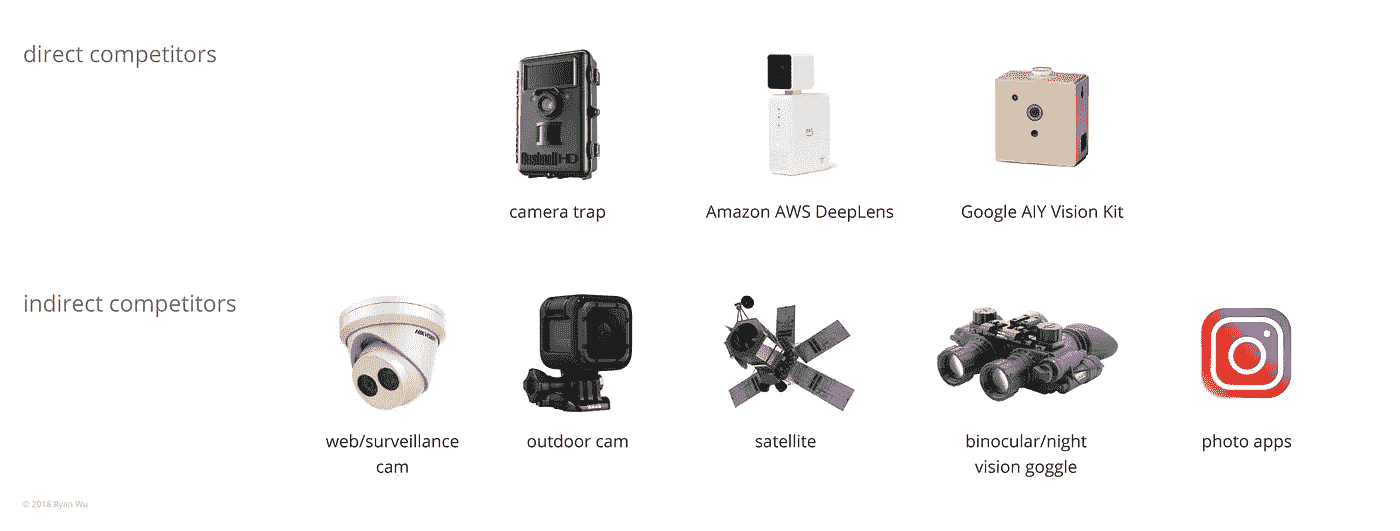 direct competitors
Bushnell HD
camera trap
Amazon AWS DeepLens
Google AIY Vision Kit
indirect competitors
HIKVISION
web/surveillance
cam
outdoor cam
satellite
binocular/night
vision goggle
photo apps
© 2018 Ryan Wu